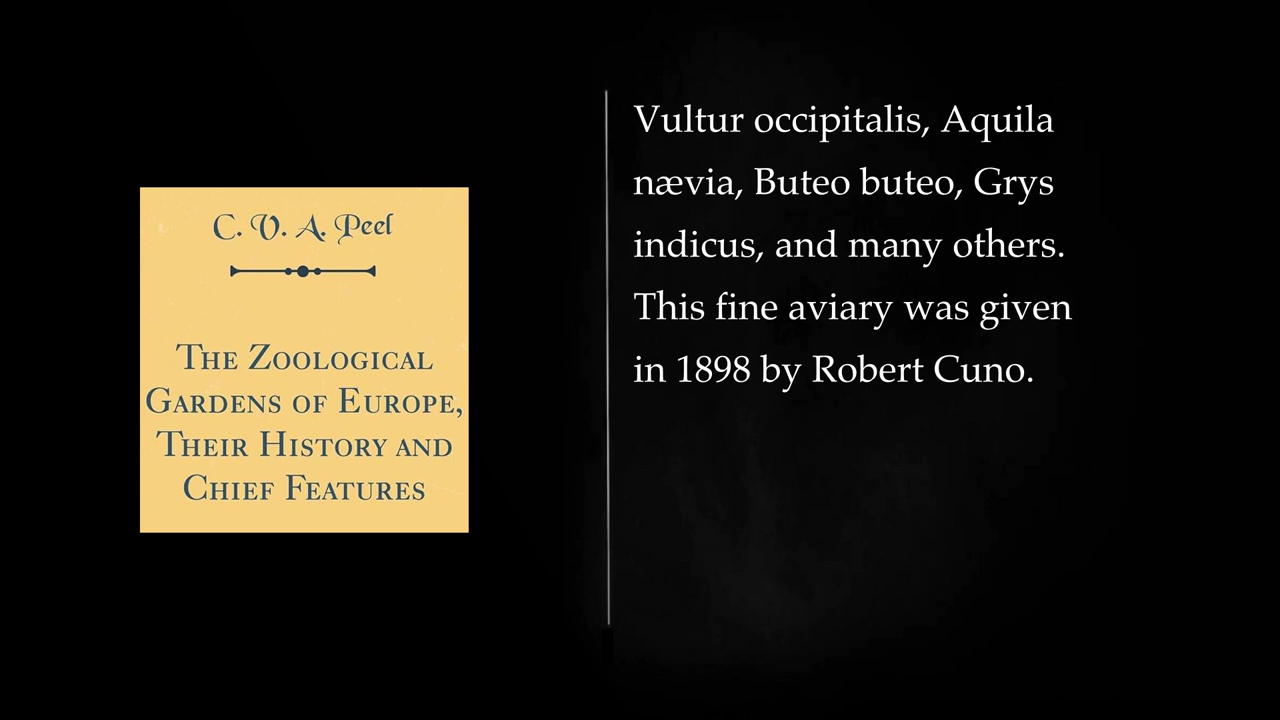 C. V. A. Peel
The Zoological
Gardens of Europe,
Their History and
Chief Features
Vultur occipitalis, Aquila
nævia, Buteo buteo, Grys
indicus, and many others.
This fine aviary was given
in 1898 by Robert Cuno.